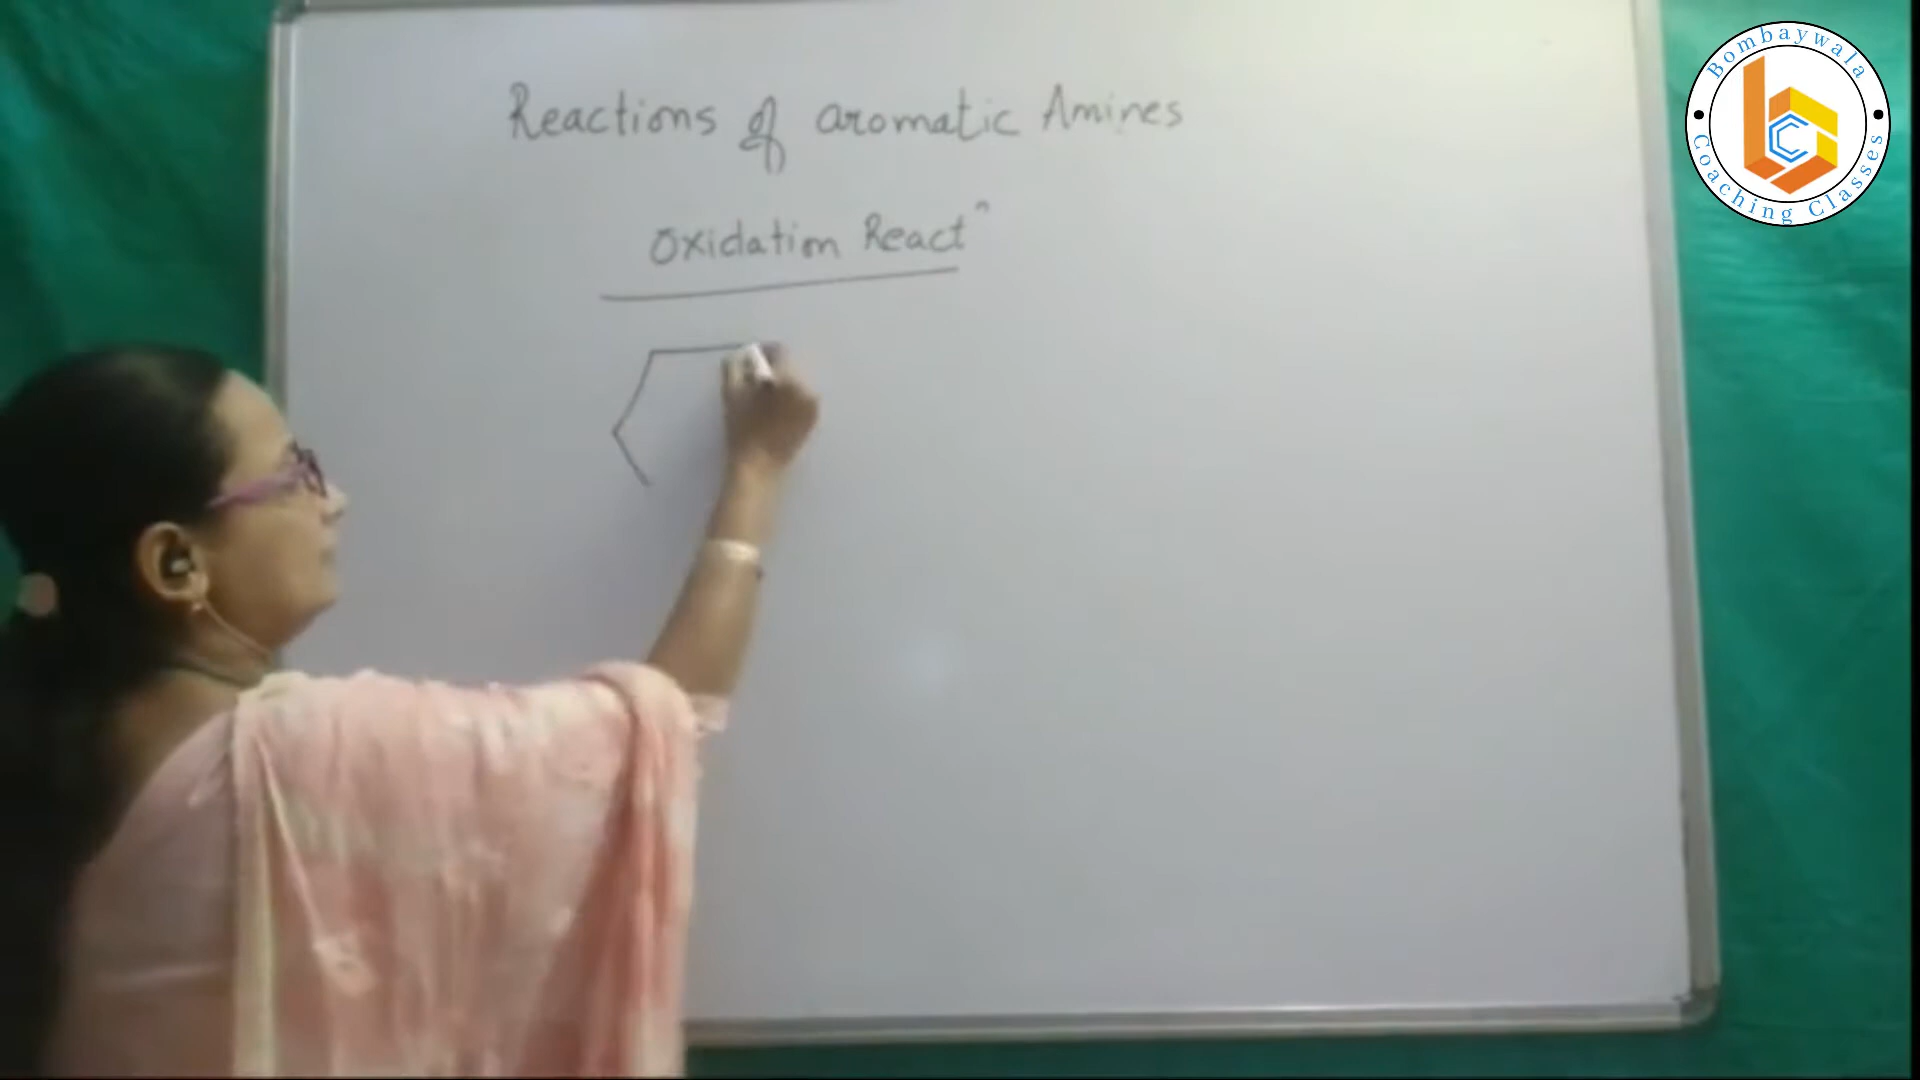 Reactions of aromatic Amines
Oxidation Reactⁿ
Bombaywala
Coaching Classes